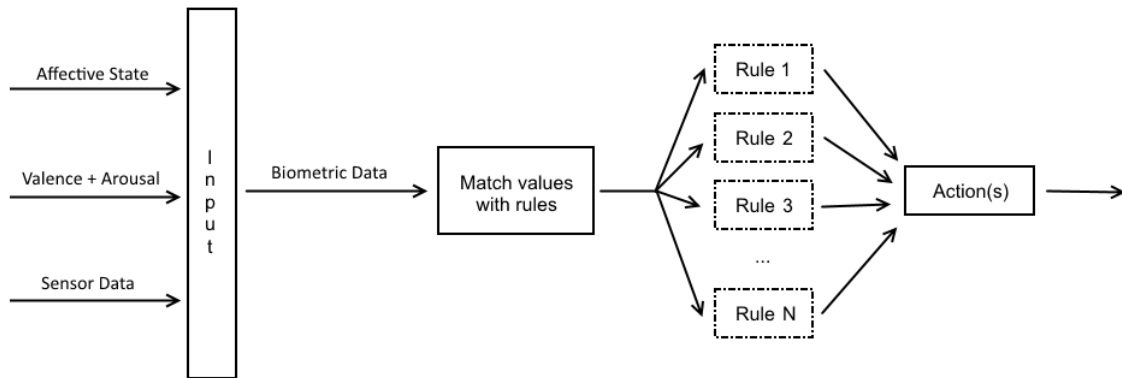 Affective State
Valence + Arousal
Sensor Data
Input
Biometric Data
Match values
with rules
Rule 1
Rule 2
Rule 3
...
Rule N
Action(s)